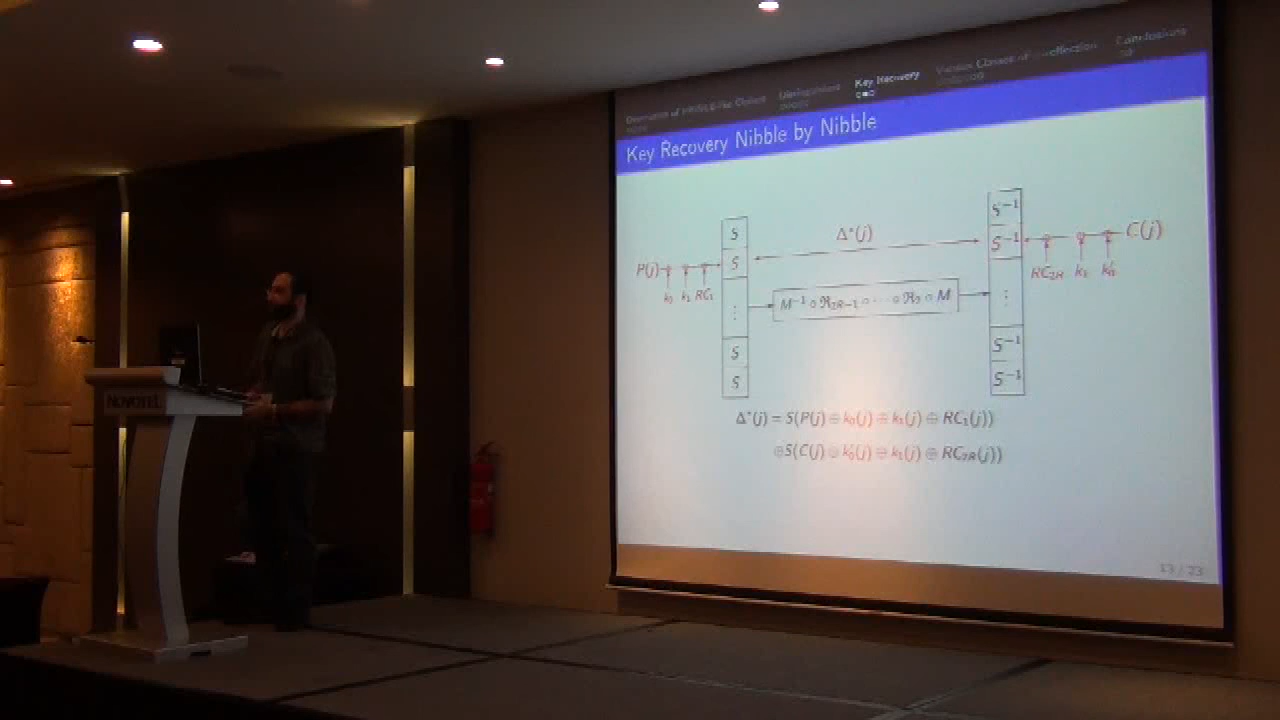 Key Recovery
Key Recovery Nibble by Nibble
S
S
⋮
S
S
P(j)
k₀ k₁ RC₁
Δ*(j)
M⁻¹ ∘ ℜ₂R₋₁ ∘ ⋯ ∘ ℜ₂ ∘ M
S⁻¹
S⁻¹
⋮
S⁻¹
S⁻¹
C(j)
RC₂R k₁ k₀′
Δ*(j) = S(P(j) ⊕ k₀(j) ⊕ k₁(j) ⊕ RC₁(j))
⊕S(C(j) ⊕ k₀′(j) ⊕ k₁(j) ⊕ RC₂R(j))
13 / 23
NOVOTEL